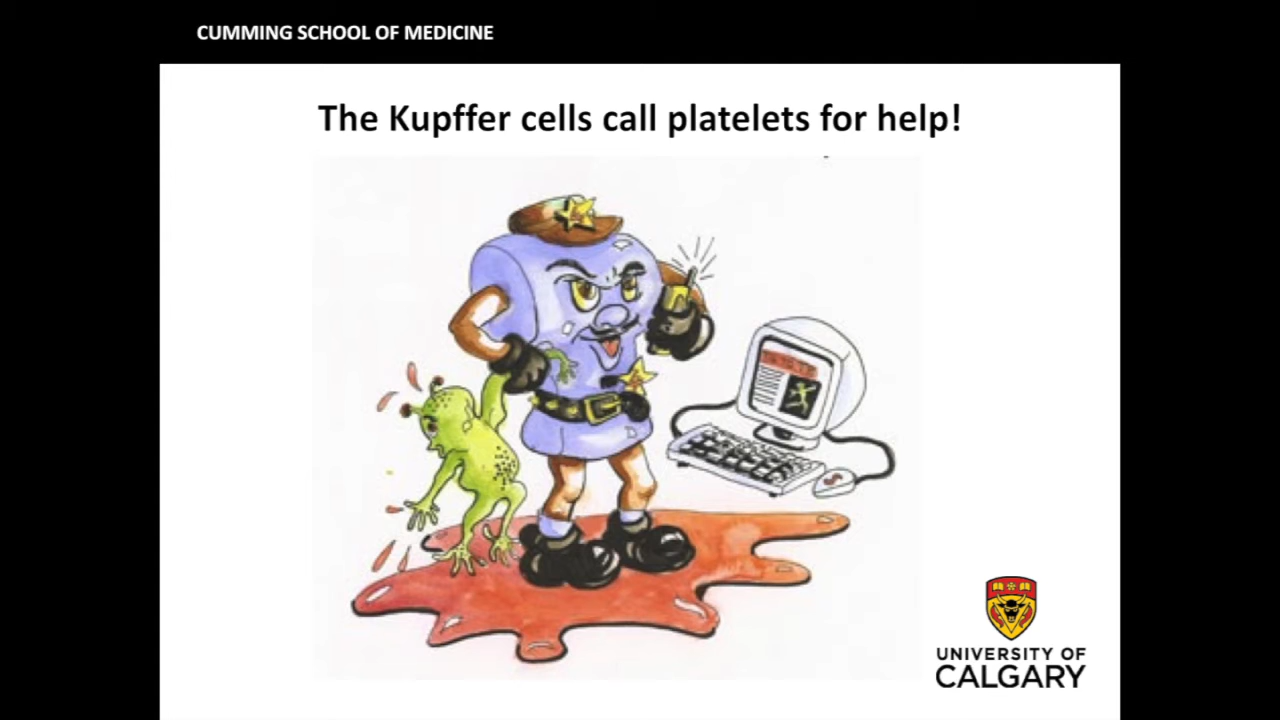 CUMMING SCHOOL OF MEDICINE
The Kupffer cells call platelets for help!
UNIVERSITY OF
CALGARY